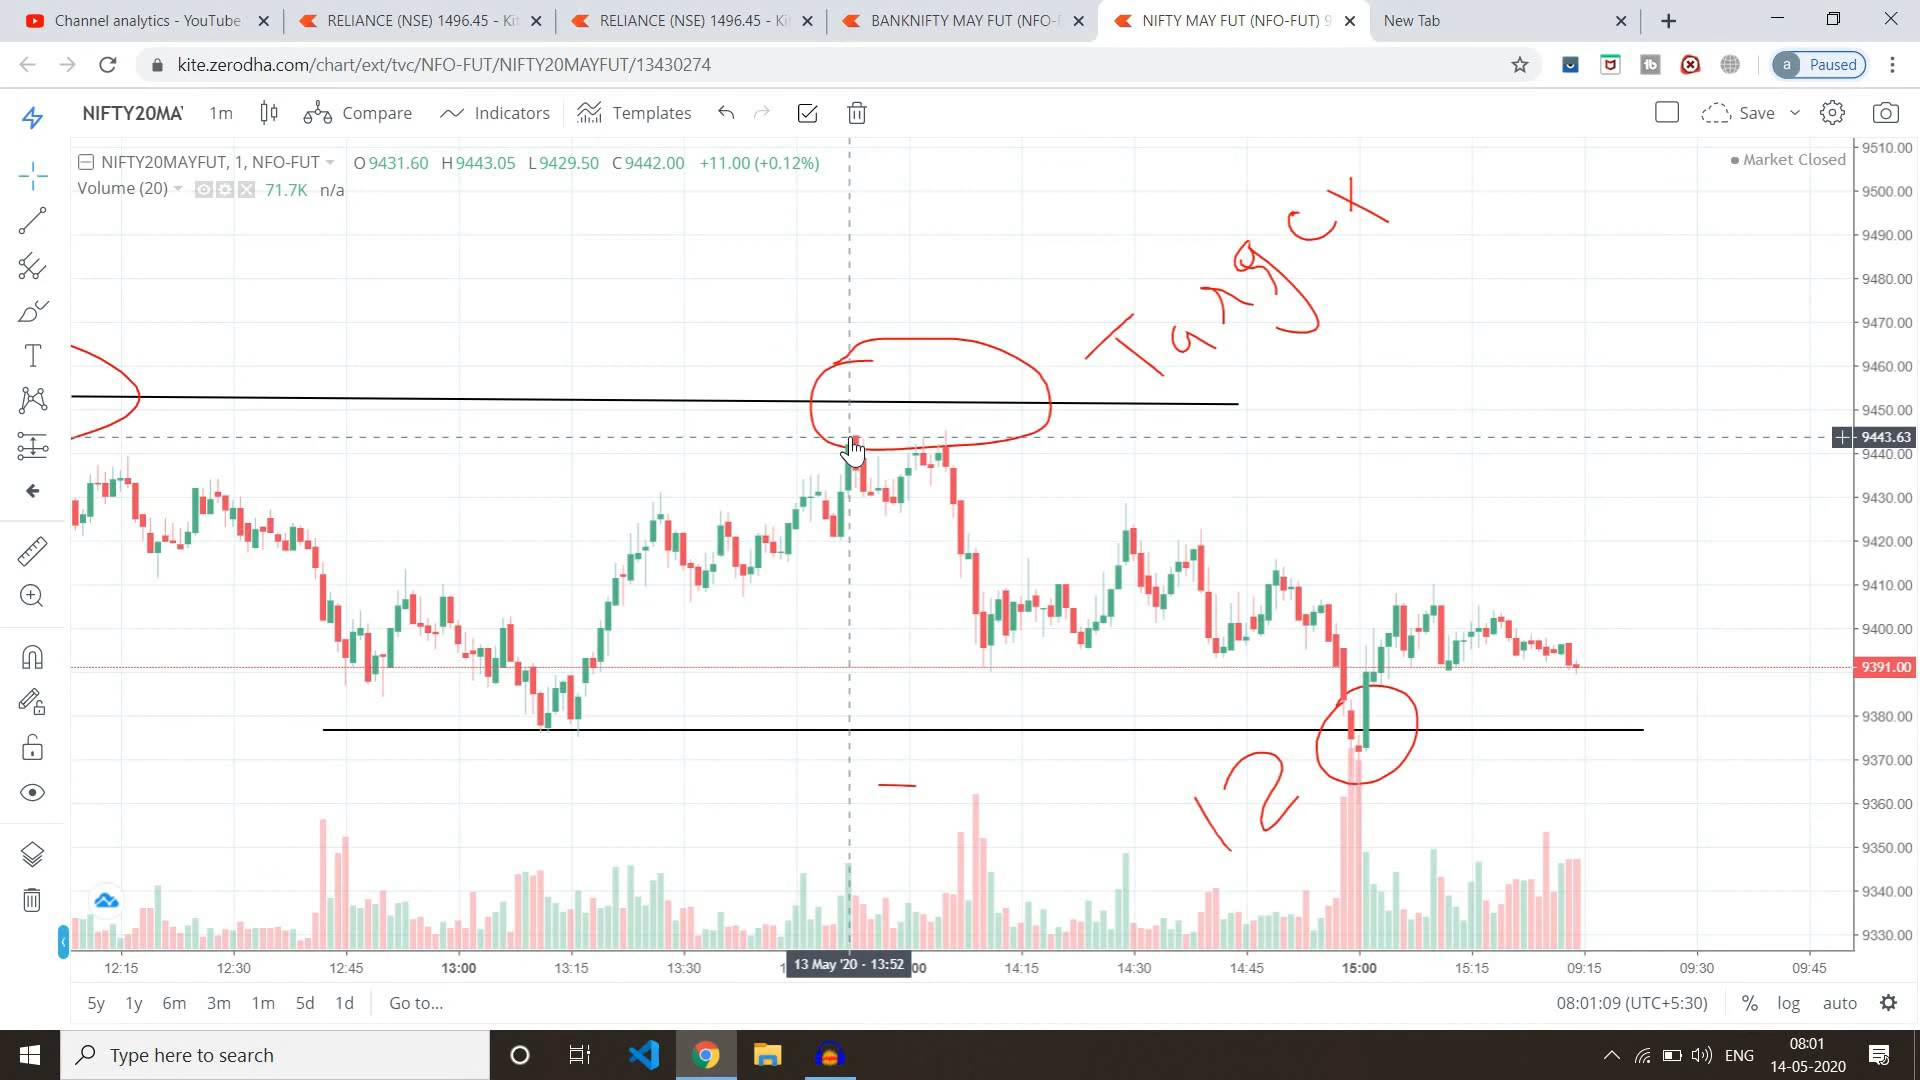 Channel analytics - YouTube
RELIANCE (NSE) 1496.45 - Kit
RELIANCE (NSE) 1496.45 - Kit
BANKNIFTY MAY FUT (NFO-
NIFTY MAY FUT (NFO-FUT) 9
New Tab
kite.zerodha.com/chart/ext/tvc/NFO-FUT/NIFTY20MAYFUT/13430274
a Paused
NIFTY20MA 1m Compare Indicators Templates Save
NIFTY20MAYFUT, 1, NFO-FUT O 9431.60 H 9443.05 L 9429.50 C 9442.00 +11.00 (+0.12%)
Market Closed
Volume (20) 71.7K n/a
9510.00
9500.00
9490.00
9480.00
9470.00
9460.00
9450.00
9443.63
9440.00
9430.00
9420.00
9410.00
9400.00
9391.00
9380.00
9370.00
9360.00
9350.00
9340.00
9330.00
12
12:15 12:30 12:45 13:00 13:15 13:30 13 May '20 · 13:52 14:15 14:30 14:45 15:00 15:15 09:15 09:30 09:45
5y 1y 6m 3m 1m 5d 1d Go to... 08:01:09 (UTC+5:30) % log auto
Type here to search
ENG
08:01
14-05-2020